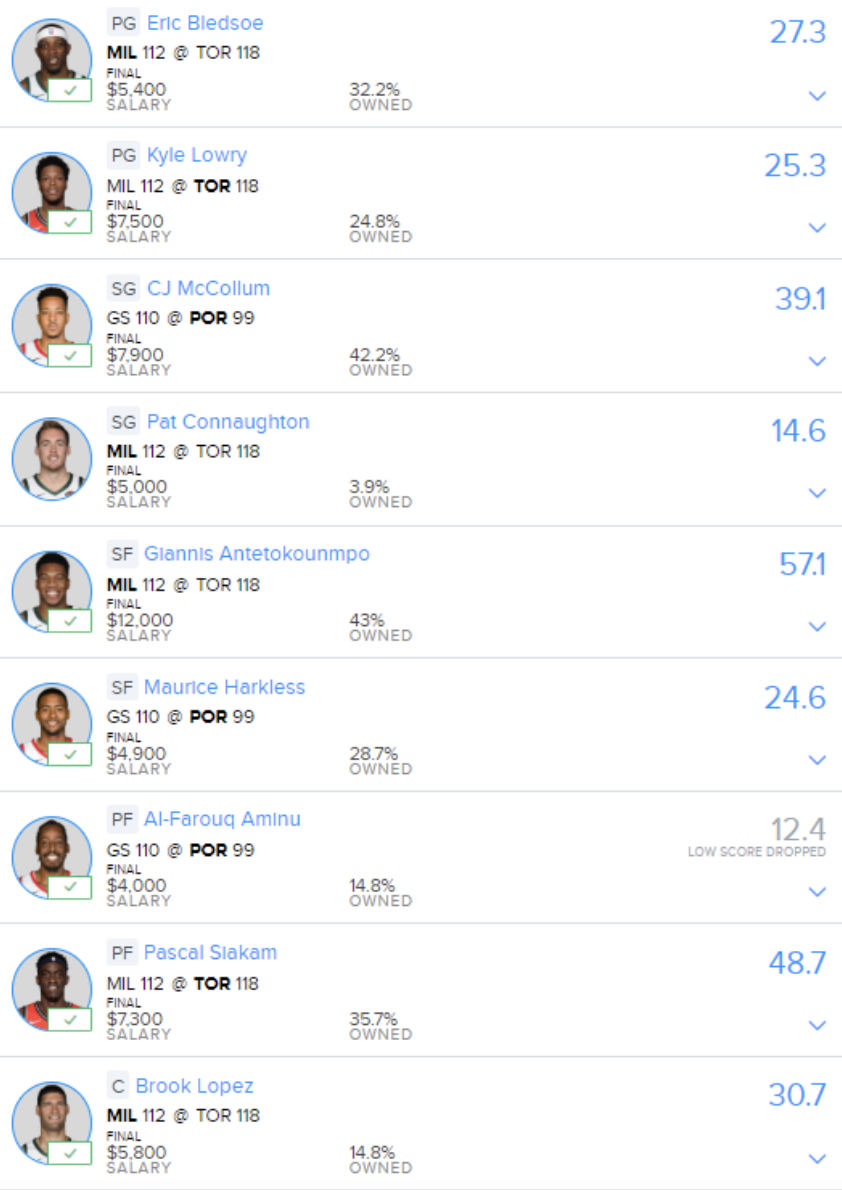 PG Eric Bledsoe 27.3
MIL 112 @ TOR 118
FINAL
$5,400 32.2%
SALARY OWNED
PG Kyle Lowry 25.3
MIL 112 @ TOR 118
FINAL
$7,500 24.8%
SALARY OWNED
SG CJ McCollum 39.1
GS 110 @ POR 99
FINAL
$7,900 42.2%
SALARY OWNED
SG Pat Connaughton 14.6
MIL 112 @ TOR 118
FINAL
$5,000 3.9%
SALARY OWNED
SF Giannis Antetokounmpo 57.1
MIL 112 @ TOR 118
FINAL
$12,000 43%
SALARY OWNED
SF Maurice Harkless 24.6
GS 110 @ POR 99
FINAL
$4,900 28.7%
SALARY OWNED
PF Al-Farouq Aminu 12.4
GS 110 @ POR 99 LOW SCORE DROPPED
FINAL
$4,000 14.8%
SALARY OWNED
PF Pascal Siakam 48.7
MIL 112 @ TOR 118
FINAL
$7,300 35.7%
SALARY OWNED
C Brook Lopez 30.7
MIL 112 @ TOR 118
FINAL
$5,800 14.8%
SALARY OWNED